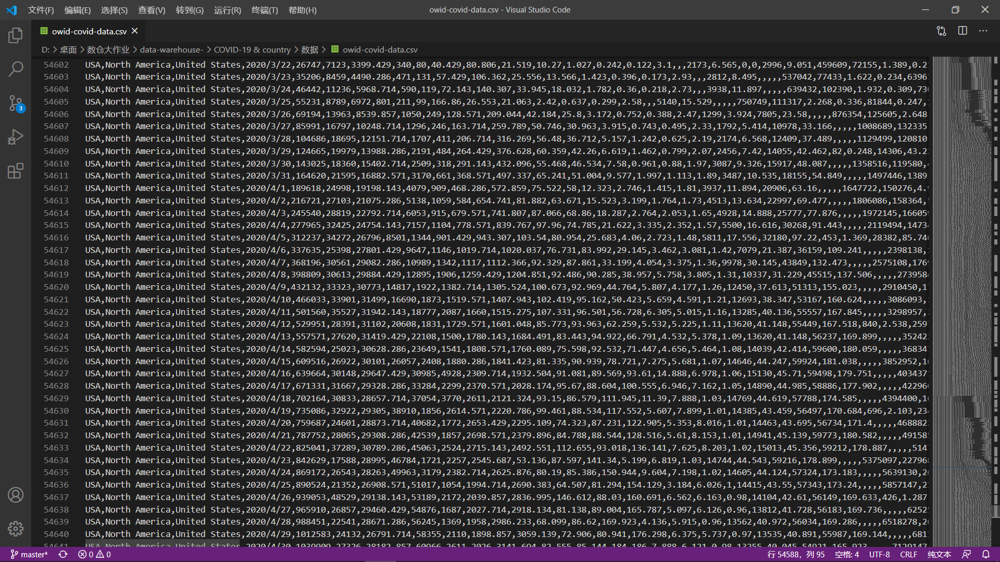 文件(F) 编辑(E) 选择(S) 查看(V) 转到(G) 运行(R) 终端(T) 帮助(H) owid-covid-data.csv - Visual Studio Code
owid-covid-data.csv
D: > 桌面 > 数仓大作业 > data-warehouse- > COVID-19 & country > 数据 > owid-covid-data.csv
54602 USA,North America,United States,2020/3/22,26747,7123,3399.429,340,80,40.429,80.806,21.519,10.27,1.027,0.242,0.122,3.1,,,2173,6.565,0,0,2996,9.051,459609,72155,1.389,0.21
54603 USA,North America,United States,2020/3/23,35206,8459,4490.286,471,131,57.429,106.362,25.556,13.566,1.423,0.396,0.173,2.93,,,2812,8.495,,,,,537042,77433,1.622,0.234,6396
54604 USA,North America,United States,2020/3/24,46442,11236,5968.714,590,119,72.143,140.307,33.945,18.032,1.782,0.36,0.218,2.73,,,3938,11.897,,,,,639432,102390,1.932,0.309,73
54605 USA,North America,United States,2020/3/25,55231,8789,6972,801,211,99,166.86,26.553,21.063,2.42,0.637,0.299,2.58,,,5140,15.529,,,,,750749,111317,2.268,0.336,81844,0.247,
54606 USA,North America,United States,2020/3/26,69194,13963,8539.857,1050,249,128.571,209.044,42.184,25.8,3.172,0.752,0.388,2.47,1299,3.924,7805,23.58,,,,,876354,125605,2.648
54607 USA,North America,United States,2020/3/27,85991,16797,10248.714,1296,246,163.714,259.789,50.746,30.963,3.915,0.743,0.495,2.33,1792,5.414,10978,33.166,,,,,1008689,132335
54608 USA,North America,United States,2020/3/28,104686,18695,12151.714,1707,411,206.714,316.269,56.48,36.712,5.157,1.242,0.625,2.19,2174,6.568,12409,37.489,,,,,1129499,120810
54609 USA,North America,United States,2020/3/29,124665,19979,13988.286,2191,484,264.429,376.628,60.359,42.26,6.619,1.462,0.799,2.07,2456,7.42,14055,42.462,82,0.248,14306,43.2
54610 USA,North America,United States,2020/3/30,143025,18360,15402.714,2509,318,291.143,432.096,55.468,46.534,7.58,0.961,0.88,1.97,3087,9.326,15917,48.087,,,,,1358516,119580,
54611 USA,North America,United States,2020/3/31,164620,21595,16882.571,3170,661,368.571,497.337,65.241,51.004,9.577,1.997,1.113,1.89,3487,10.535,18155,54.849,,,,,1497446,1389
54612 USA,North America,United States,2020/4/1,189618,24998,19198.143,4079,909,468.286,572.859,75.522,58,12.323,2.746,1.415,1.81,3937,11.894,20906,63.16,,,,,1647722,150276,4.
54613 USA,North America,United States,2020/4/2,216721,27103,21075.286,5138,1059,584,654.741,81.882,63.671,15.523,3.199,1.764,1.73,4513,13.634,22997,69.477,,,,,1806086,158364,
54614 USA,North America,United States,2020/4/3,245540,28819,22792.714,6053,915,679.571,741.807,87.066,68.86,18.287,2.764,2.053,1.65,4928,14.888,25777,77.876,,,,,1972145,16605
54615 USA,North America,United States,2020/4/4,277965,32425,24754.143,7157,1104,778.571,839.767,97.96,74.785,21.622,3.335,2.352,1.57,5500,16.616,30268,91.443,,,,,2119494,1473
54616 USA,North America,United States,2020/4/5,312237,34272,26796,8501,1344,901.429,943.307,103.54,80.954,25.683,4.06,2.723,1.48,5811,17.556,32180,97.22,453,1.369,28382,85.74
54617 USA,North America,United States,2020/4/6,337635,25398,27801.429,9647,1146,1019.714,1020.037,76.731,83.992,29.145,3.462,3.081,1.42,7079,21.387,36159,109.241,,,,,2398138,
54618 USA,North America,United States,2020/4/7,368196,30561,29082.286,10989,1342,1117,1112.366,92.329,87.861,33.199,4.054,3.375,1.36,9978,30.145,43849,132.473,,,,,2575108,176
54619 USA,North America,United States,2020/4/8,398809,30613,29884.429,12895,1906,1259.429,1204.851,92.486,90.285,38.957,5.758,3.805,1.31,10337,31.229,45515,137.506,,,,,273958
54620 USA,North America,United States,2020/4/9,432132,33323,30773,14817,1922,1382.714,1305.524,100.673,92.969,44.764,5.807,4.177,1.26,12450,37.613,51313,155.023,,,,,2910450,1
54621 USA,North America,United States,2020/4/10,466033,33901,31499,16690,1873,1519.571,1407.943,102.419,95.162,50.423,5.659,4.591,1.21,12693,38.347,53167,160.624,,,,,3086093,
54622 USA,North America,United States,2020/4/11,501560,35527,31942.143,18777,2087,1660,1515.275,107.331,96.501,56.728,6.305,5.015,1.16,13285,40.136,55557,167.845,,,,,3298957,
54623 USA,North America,United States,2020/4/12,529951,28391,31102,20608,1831,1729.571,1601.048,85.773,93.963,62.259,5.532,5.225,1.11,13620,41.148,55449,167.518,840,2.538,259
54624 USA,North America,United States,2020/4/13,557571,27620,31419.429,22108,1500,1780.143,1684.491,83.443,94.922,66.791,4.532,5.378,1.09,13620,41.148,56237,169.899,,,,,35242
54625 USA,North America,United States,2020/4/14,582594,25023,30628.286,23649,1541,1808.571,1760.089,75.598,92.532,71.447,4.656,5.464,1.08,14039,42.414,59600,180.059,,,,,36834
54626 USA,North America,United States,2020/4/15,609516,26922,30101,26057,2408,1880.286,1841.423,81.335,90.939,78.721,7.275,5.681,1.07,14646,44.247,59924,181.038,,,,,3852952,1
54627 USA,North America,United States,2020/4/16,639664,30148,29647.429,30985,4928,2309.714,1932.504,91.081,89.569,93.61,14.888,6.978,1.06,15130,45.71,59498,179.751,,,,,403437
54628 USA,North America,United States,2020/4/17,671331,31667,29328.286,33284,2299,2370.571,2028.174,95.67,88.604,100.555,6.946,7.162,1.05,14890,44.985,58886,177.902,,,,,42296
54629 USA,North America,United States,2020/4/18,702164,30833,28657.714,37054,3770,2611,2121.324,93.15,86.579,111.945,11.39,7.888,1.03,14769,44.619,57788,174.585,,,,,4394400,1
54630 USA,North America,United States,2020/4/19,735086,32922,29305,38910,1856,2614.571,2220.786,99.461,88.534,117.552,5.607,7.899,1.01,14385,43.459,56497,170.684,696,2.103,23
54631 USA,North America,United States,2020/4/20,759687,24601,28873.714,40682,1772,2653.429,2295.109,74.323,87.231,122.905,5.353,8.016,1.01,14463,43.695,56734,171.4,,,,,468882
54632 USA,North America,United States,2020/4/21,787752,28065,29308.286,42539,1857,2698.571,2379.896,84.788,88.544,128.516,5.61,8.153,1.01,14941,45.139,59773,180.582,,,,,49158
54633 USA,North America,United States,2020/4/22,825041,37289,30789.286,45063,2524,2715.143,2492.551,112.655,93.018,136.141,7.625,8.203,1.02,15013,45.356,59212,178.887,,,,,514
54634 USA,North America,United States,2020/4/23,842629,17588,28995,46784,1721,2257,2545.687,53.136,87.597,141.34,5.199,6.819,1.03,14744,44.543,59216,178.899,,,,,5375097,22796
54635 USA,North America,United States,2020/4/24,869172,26543,28263,49963,3179,2382.714,2625.876,80.19,85.386,150.944,9.604,7.198,1.02,14605,44.124,57324,173.183,,,,,5639130,2
54636 USA,North America,United States,2020/4/25,890524,21352,26908.571,51017,1054,1994.714,2690.383,64.507,81.294,154.129,3.184,6.026,1,14415,43.55,57343,173.24,,,,,5857147,2
54637 USA,North America,United States,2020/4/26,939053,48529,29138.143,53189,2172,2039.857,2836.995,146.612,88.03,160.691,6.562,6.163,0.98,14104,42.61,56149,169.633,426,1.287
54638 USA,North America,United States,2020/4/27,965910,26857,29460.429,54876,1687,2027.714,2918.134,81.138,89.004,165.787,5.097,6.126,0.96,13812,41.728,56183,169.736,,,,,6252
54639 USA,North America,United States,2020/4/28,988451,22541,28671.286,56245,1369,1958,2986.233,68.099,86.62,169.923,4.136,5.915,0.96,13562,40.972,56034,169.286,,,,,6518278,2
54640 USA,North America,United States,2020/4/29,1012583,24132,26791.714,58355,2110,1898.857,3059.139,72.906,80.941,176.298,6.375,5.737,0.97,13535,40.891,55987,169.144,,,,,681
54641 USA,North America,United States,2020/4/30,1039909,27326,28182.857,60966,2611,2026,3141.694,82.555,85.144,184.186,7.888,6.121,0.98,13255,40.045,54921,165.923,,,,,7129147
master* 0 0 行 54588，列 95 空格: 4 UTF-8 CRLF 纯文本
3